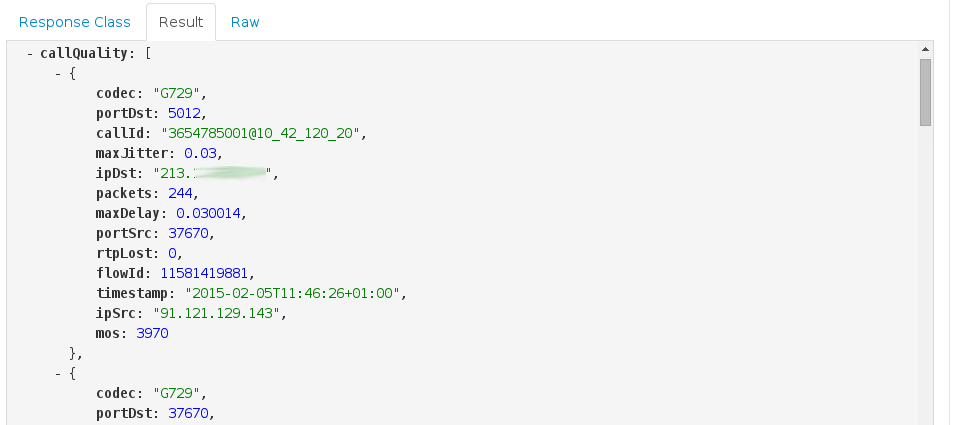 Response Class Result Raw
- callQuality: [
- {
codec: "G729",
portDst: 5012,
callId: "3654785001@10_42_120_20",
maxJitter: 0.03,
ipDst: "213. ",
packets: 244,
maxDelay: 0.030014,
portSrc: 37670,
rtpLost: 0,
flowId: 11581419881,
timestamp: "2015-02-05T11:46:26+01:00",
ipSrc: "91.121.129.143",
mos: 3970
},
- {
codec: "G729",
portDst: 37670,